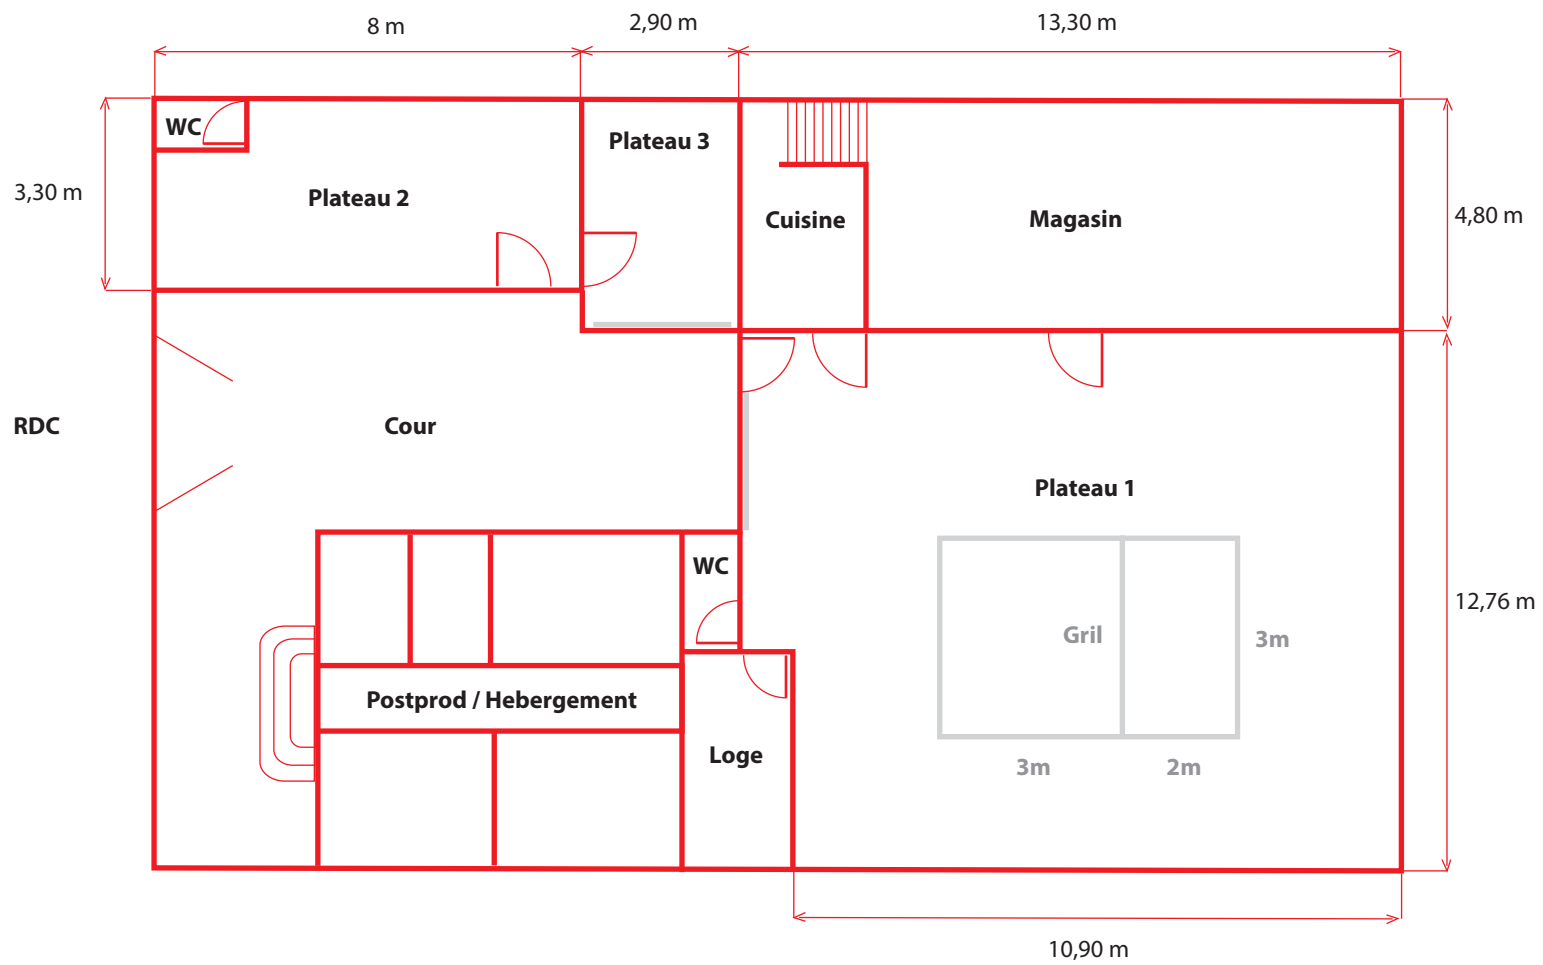 8 m
2,90 m
13,30 m
WC
Plateau 3
3,30 m
Plateau 2
Cuisine
Magasin
4,80 m
RDC
Cour
Plateau 1
WC
12,76 m
Gril
3m
Postprod / Hebergement
Loge
3m
2m
10,90 m